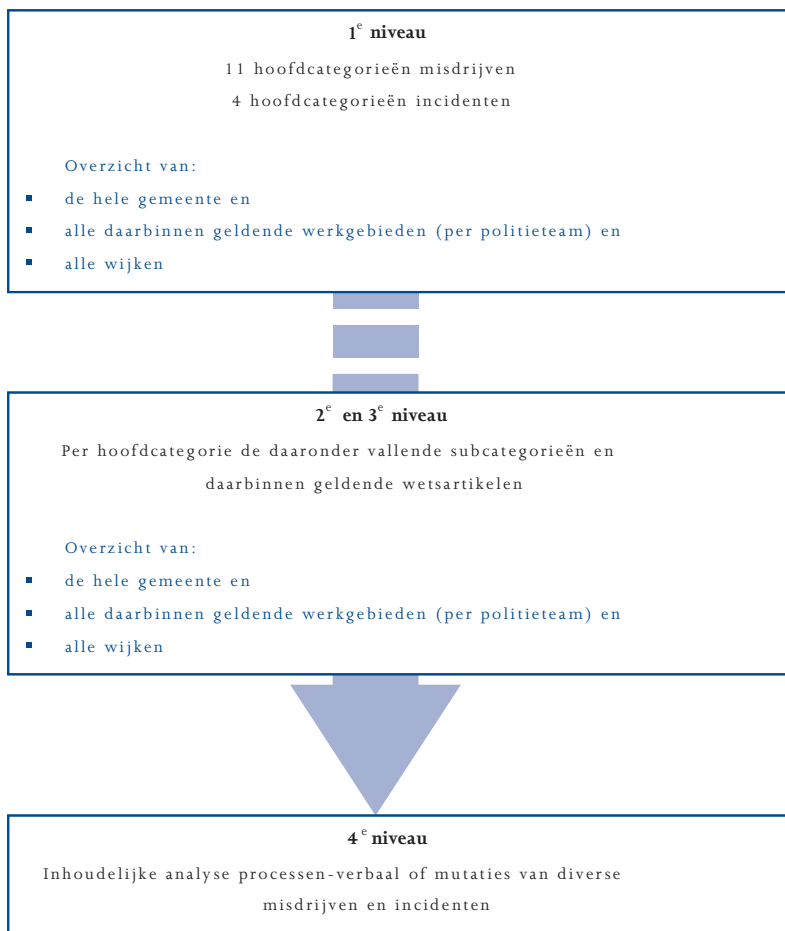 1e niveau
11 hoofdcategorieën misdrijven
4 hoofdcategorieën incidenten
Overzicht van:
▪ de hele gemeente en
▪ alle daarbinnen geldende werkgebieden (per politieteam) en
▪ alle wijken
2e en 3e niveau
Per hoofdcategorie de daaronder vallende subcategorieën en
daarbinnen geldende wetsartikelen
Overzicht van:
▪ de hele gemeente en
▪ alle daarbinnen geldende werkgebieden (per politieteam) en
▪ alle wijken
4e niveau
Inhoudelijke analyse processen-verbaal of mutaties van diverse
misdrijven en incidenten